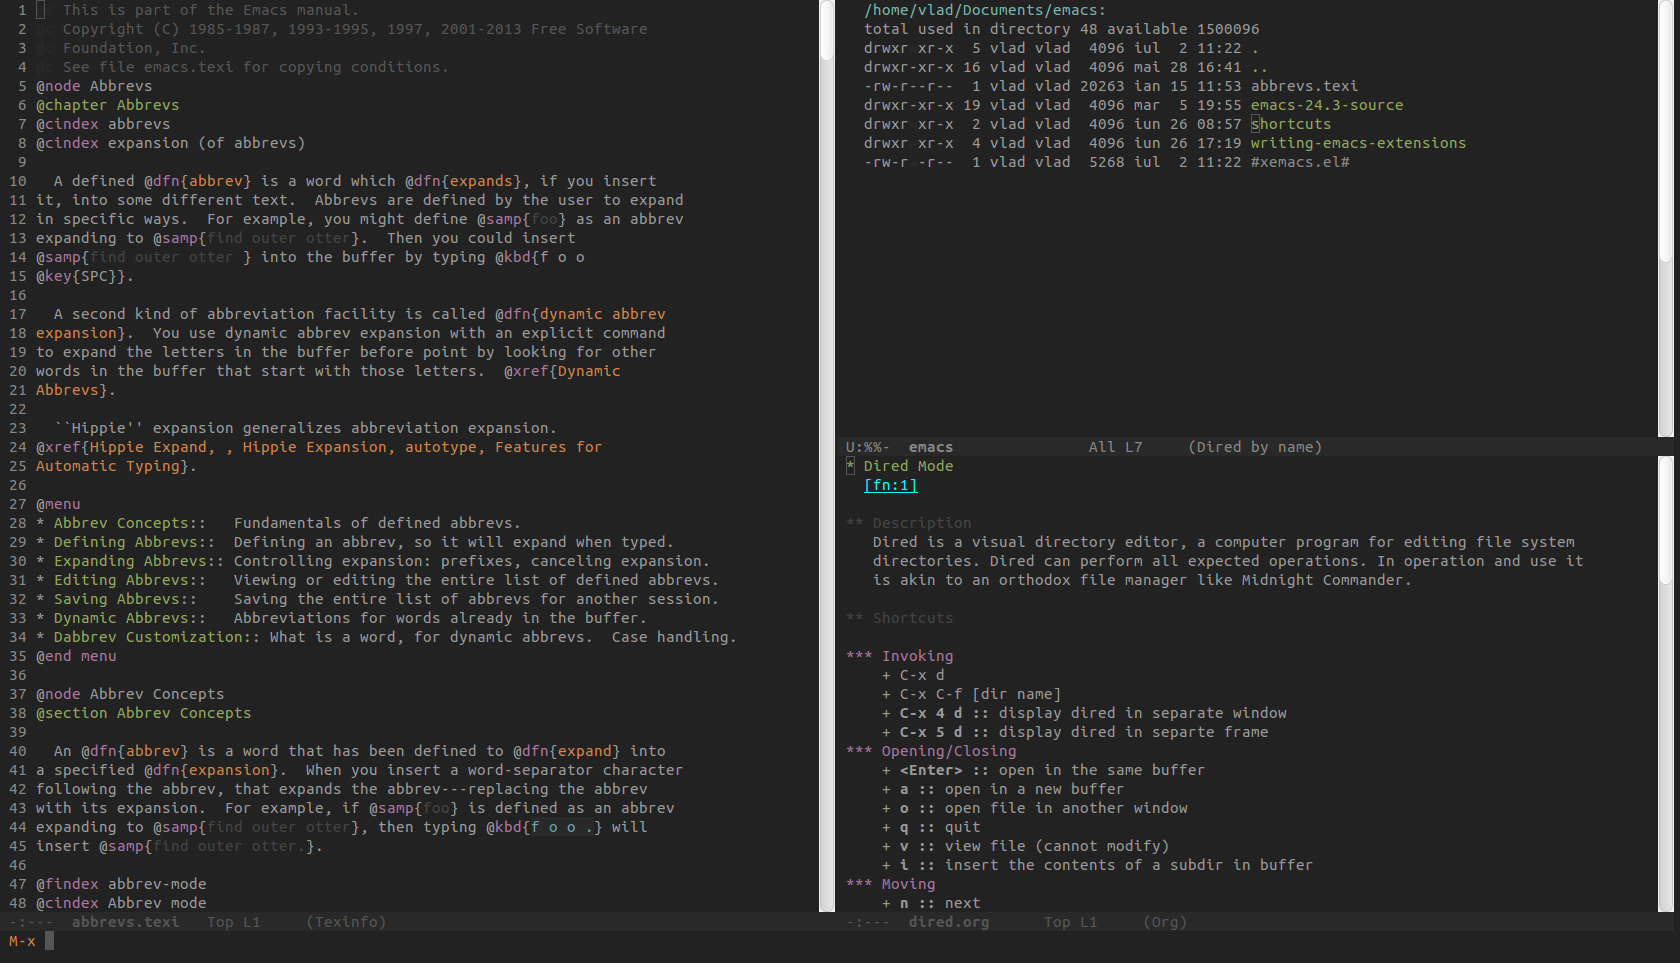 1 @c This is part of the Emacs manual.
2 @c Copyright (C) 1985-1987, 1993-1995, 1997, 2001-2013 Free Software
3 @c Foundation, Inc.
4 @c See file emacs.texi for copying conditions.
5 @node Abbrevs
6 @chapter Abbrevs
7 @cindex abbrevs
8 @cindex expansion (of abbrevs)
9
10   A defined @dfn{abbrev} is a word which @dfn{expands}, if you insert
11 it, into some different text.  Abbrevs are defined by the user to expand
12 in specific ways.  For example, you might define @samp{foo} as an abbrev
13 expanding to @samp{find outer otter}.  Then you could insert
14 @samp{find outer otter } into the buffer by typing @kbd{f o o
15 @key{SPC}}.
16
17   A second kind of abbreviation facility is called @dfn{dynamic abbrev
18 expansion}.  You use dynamic abbrev expansion with an explicit command
19 to expand the letters in the buffer before point by looking for other
20 words in the buffer that start with those letters.  @xref{Dynamic
21 Abbrevs}.
22
23   ``Hippie'' expansion generalizes abbreviation expansion.
24 @xref{Hippie Expand, , Hippie Expansion, autotype, Features for
25 Automatic Typing}.
26
27 @menu
28 * Abbrev Concepts::   Fundamentals of defined abbrevs.
29 * Defining Abbrevs::  Defining an abbrev, so it will expand when typed.
30 * Expanding Abbrevs:: Controlling expansion: prefixes, canceling expansion.
31 * Editing Abbrevs::   Viewing or editing the entire list of defined abbrevs.
32 * Saving Abbrevs::    Saving the entire list of abbrevs for another session.
33 * Dynamic Abbrevs::   Abbreviations for words already in the buffer.
34 * Dabbrev Customization:: What is a word, for dynamic abbrevs.  Case handling.
35 @end menu
36
37 @node Abbrev Concepts
38 @section Abbrev Concepts
39
40   An @dfn{abbrev} is a word that has been defined to @dfn{expand} into
41 a specified @dfn{expansion}.  When you insert a word-separator character
42 following the abbrev, that expands the abbrev---replacing the abbrev
43 with its expansion.  For example, if @samp{foo} is defined as an abbrev
44 expanding to @samp{find outer otter}, then typing @kbd{f o o .} will
45 insert @samp{find outer otter.}.
46
47 @findex abbrev-mode
48 @cindex Abbrev mode
-:---  abbrevs.texi   Top L1     (Texinfo)
M-x
/home/vlad/Documents/emacs:
total used in directory 48 available 1500096
drwxr xr-x  5 vlad vlad  4096 iul  2 11:22 .
drwxr-xr-x 16 vlad vlad  4096 mai 28 16:41 ..
-rw-r--r--  1 vlad vlad 20263 ian 15 11:53 abbrevs.texi
drwxr-xr-x 19 vlad vlad  4096 mar  5 19:55 emacs-24.3-source
drwxr xr-x  2 vlad vlad  4096 iun 26 08:57 shortcuts
drwxr xr-x  4 vlad vlad  4096 iun 26 17:19 writing-emacs-extensions
-rw-r  r--  1 vlad vlad  5268 iul  2 11:22 #xemacs.el#
U:%%-  emacs               All L7     (Dired by name)
* Dired Mode
[fn:1]
** Description
Dired is a visual directory editor, a computer program for editing file system
directories. Dired can perform all expected operations. In operation and use it
is akin to an orthodox file manager like Midnight Commander.
** Shortcuts
*** Invoking
+ C-x d
+ C-x C-f [dir name]
+ C-x 4 d :: display dired in separate window
+ C-x 5 d :: display dired in separte frame
*** Opening/Closing
+ <Enter> :: open in the same buffer
+ a :: open in a new buffer
+ o :: open file in another window
+ q :: quit
+ v :: view file (cannot modify)
+ i :: insert the contents of a subdir in buffer
*** Moving
+ n :: next
-:---  dired.org      Top L1     (Org)